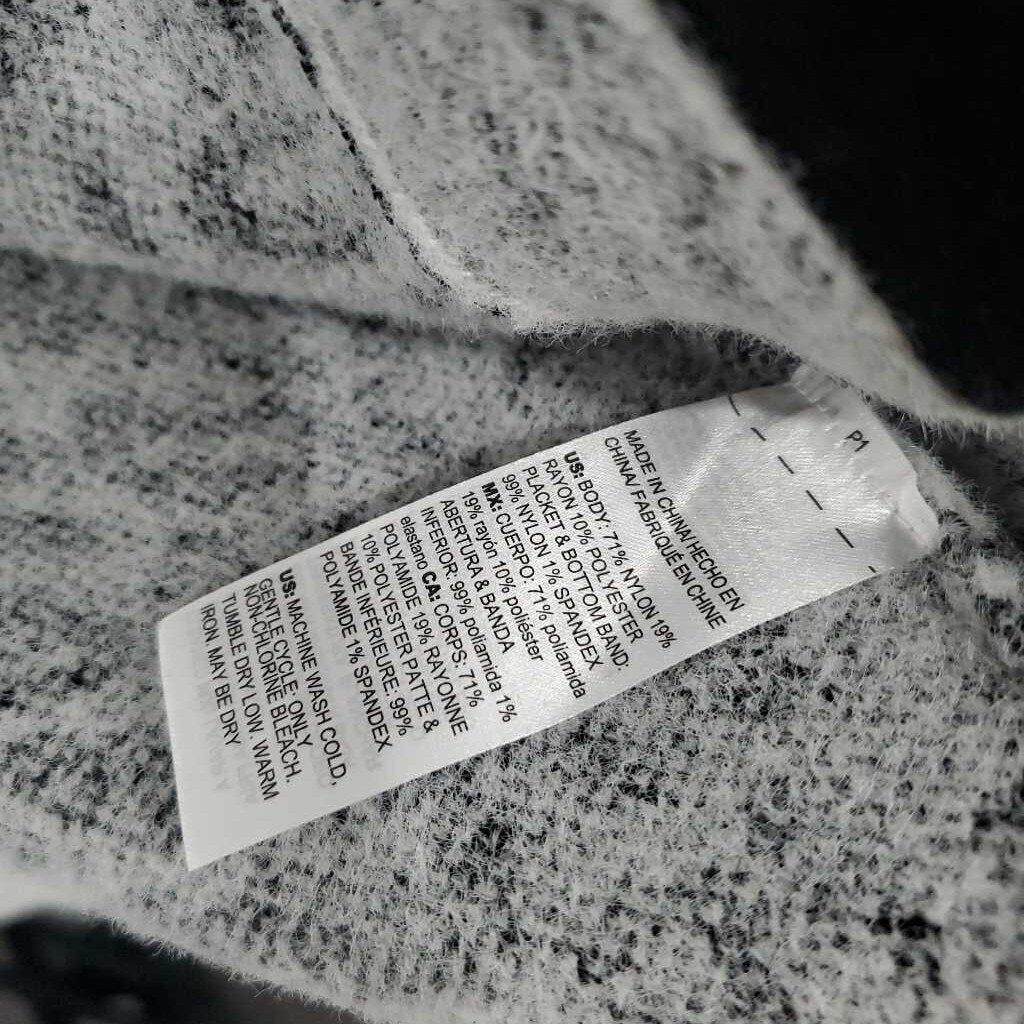 P1
MADE IN CHINA/ HECHO EN
CHINA/ FABRIQUÉ EN CHINE
US: BODY: 71% NYLON 19%
RAYON 10% POLYESTER
PLACKET & BOTTOM BAND:
99% NYLON 1% SPANDEX
MX: CUERPO: 71% poliamida
19% rayon 10% poliéster
ABERTURA & BANDA
INFERIOR: 99% poliamida 1%
elastano CA: CORPS: 71%
POLYAMIDE 19% RAYONNE
10% POLYESTER PATTE &
BANDE INFÉRIEURE: 99%
POLYAMIDE 1% SPANDEX
US: MACHINE WASH COLD,
GENTLE CYCLE. ONLY
NON-CHLORINE BLEACH.
TUMBLE DRY LOW. WARM
IRON MAY BE DRY